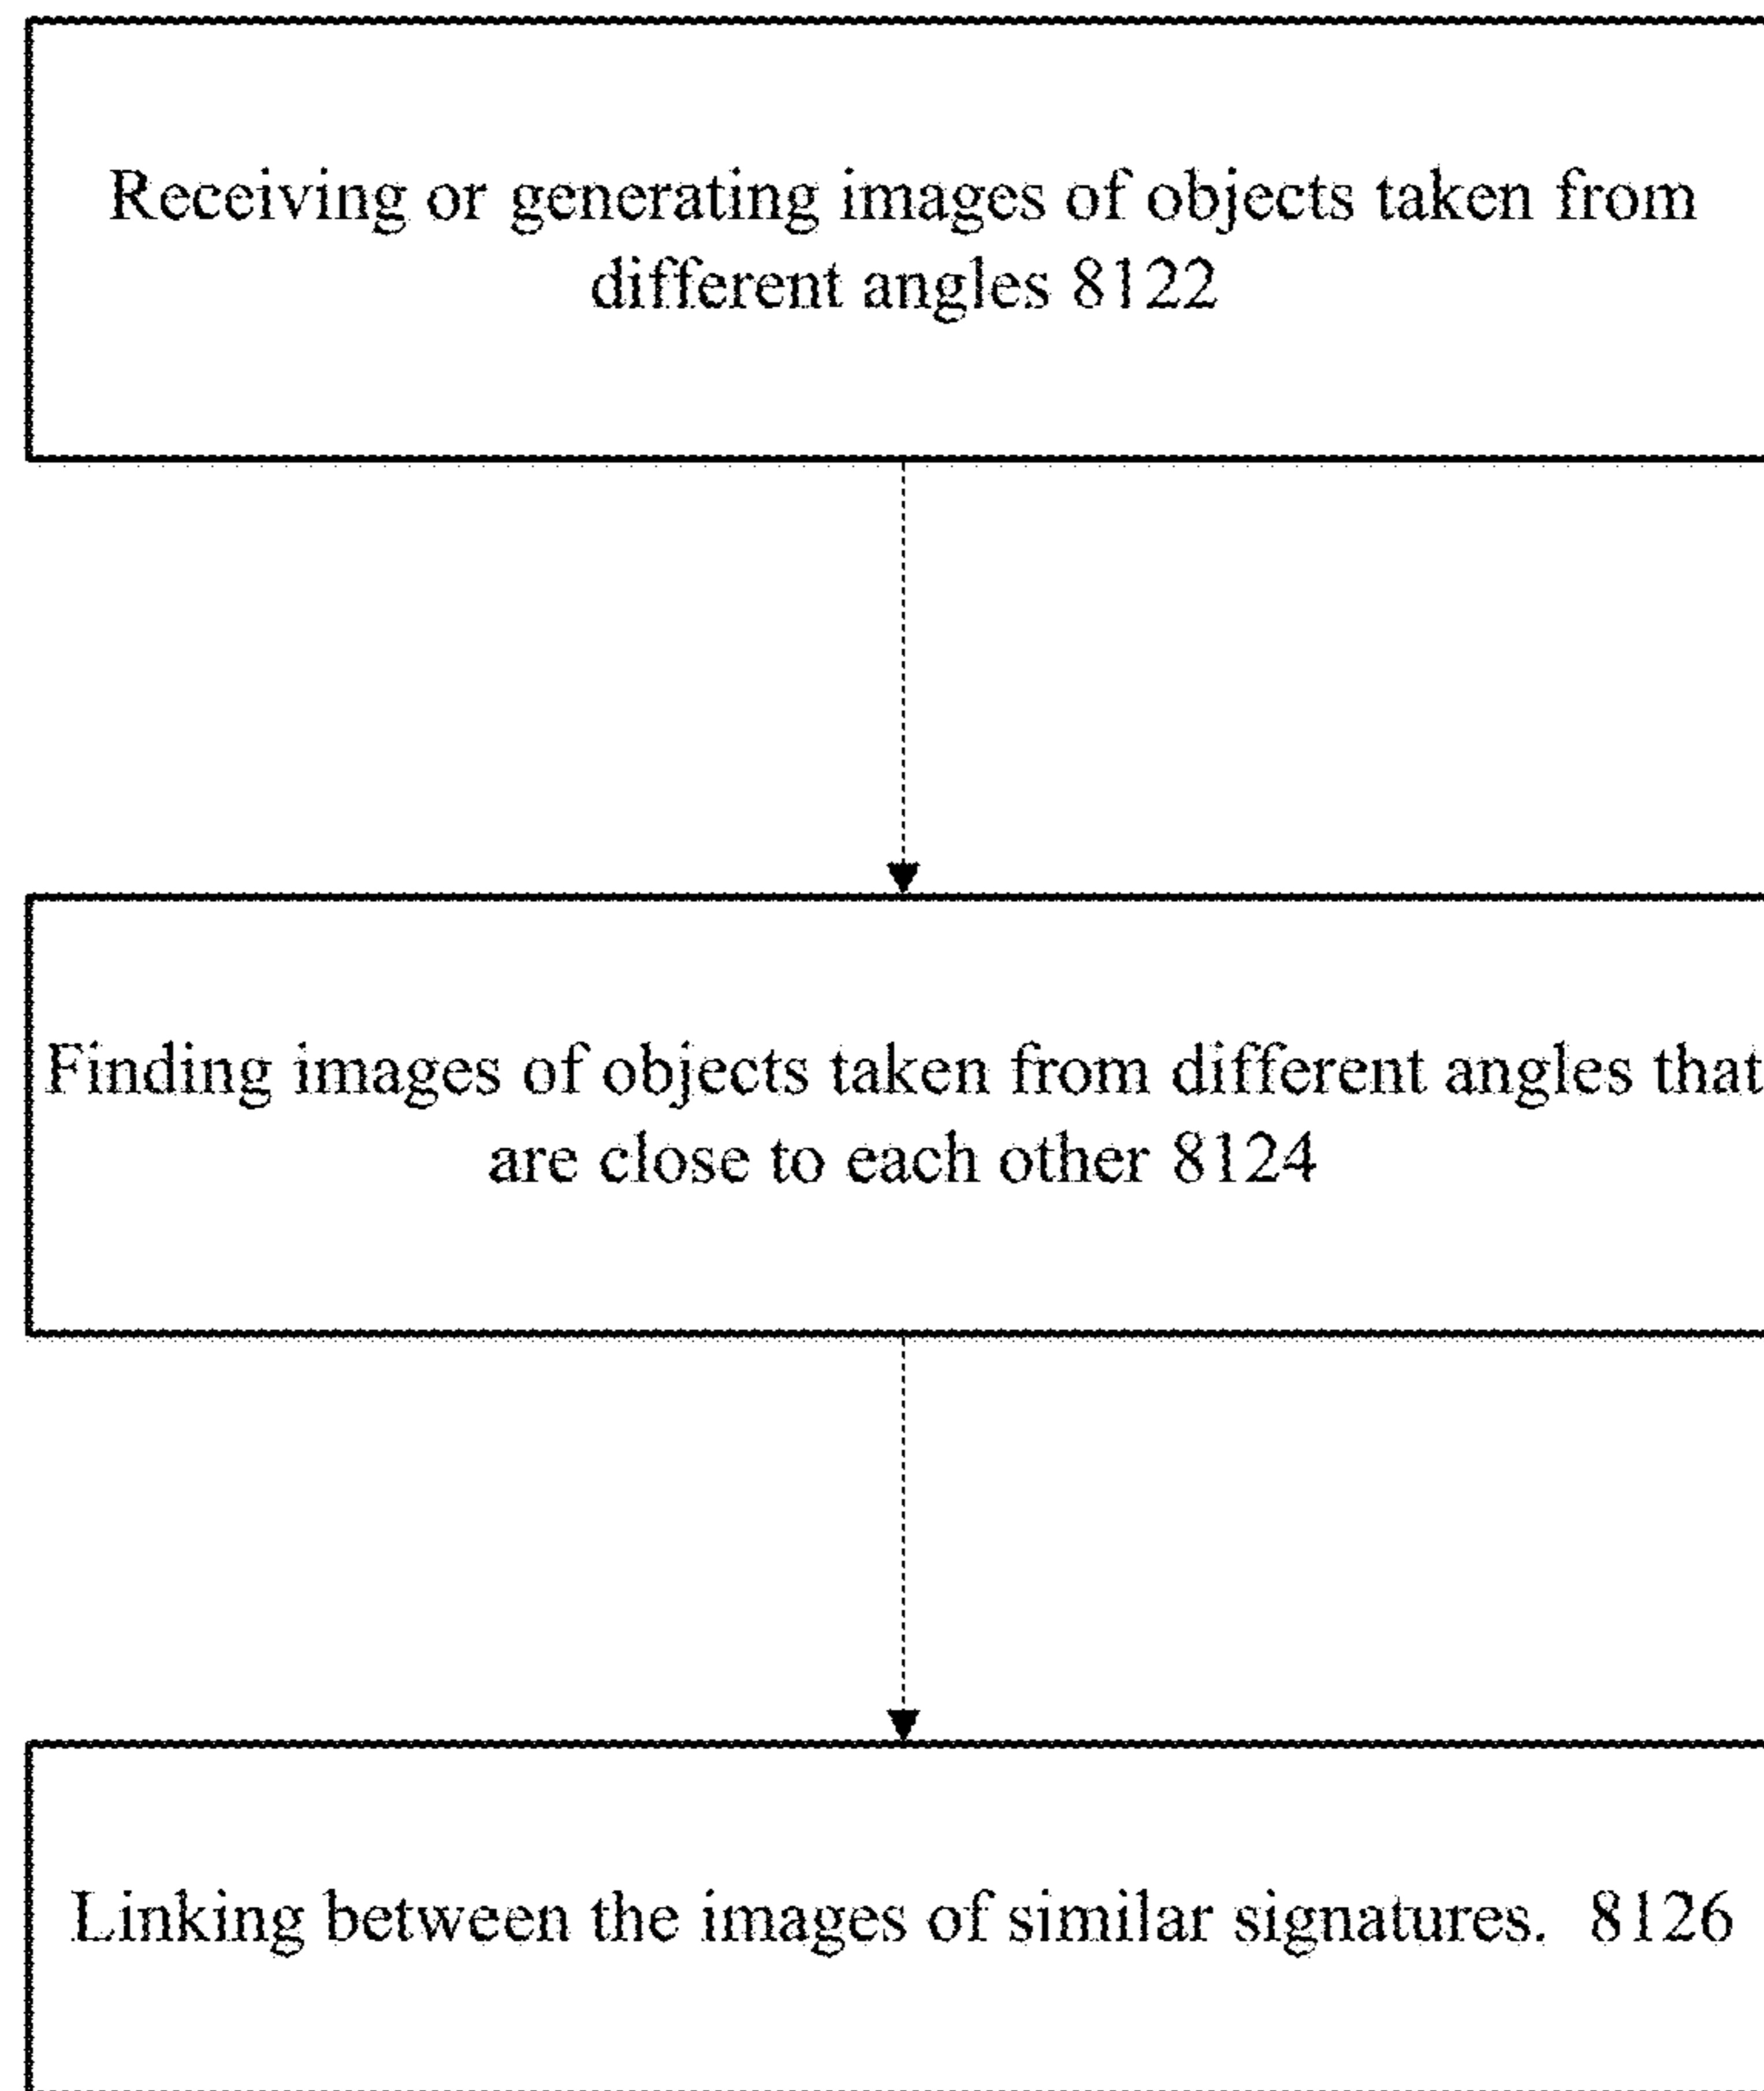 Receiving or generating images of objects taken from
different angles 8122
Finding images of objects taken from different angles that
are close to each other 8124
Linking between the images of similar signatures. 8126